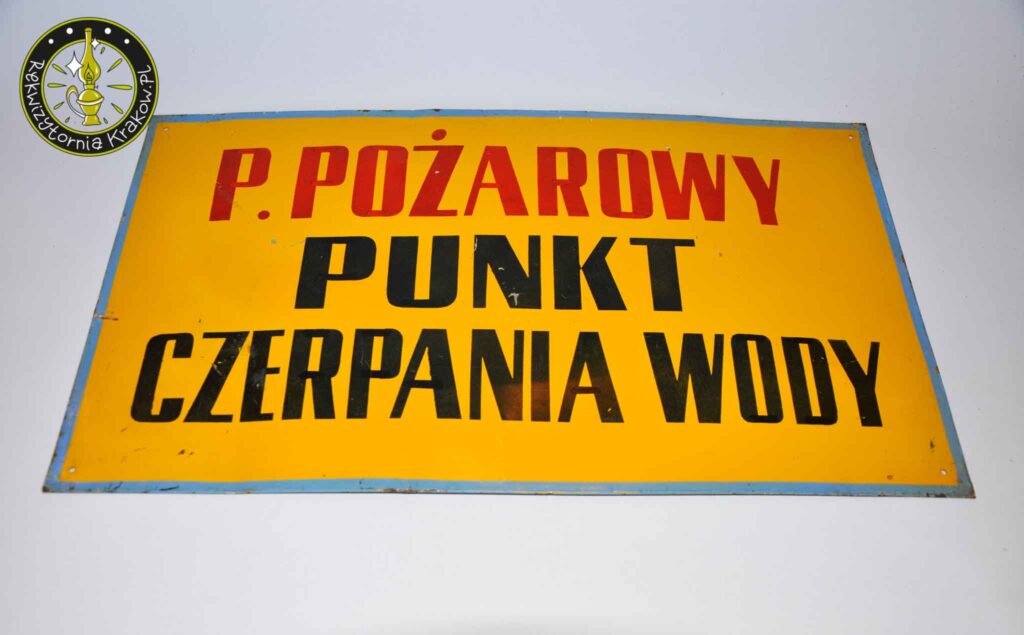 Rekwizytornia Krakow.PL
P. POŻAROWY
PUNKT
CZERPANIA WODY